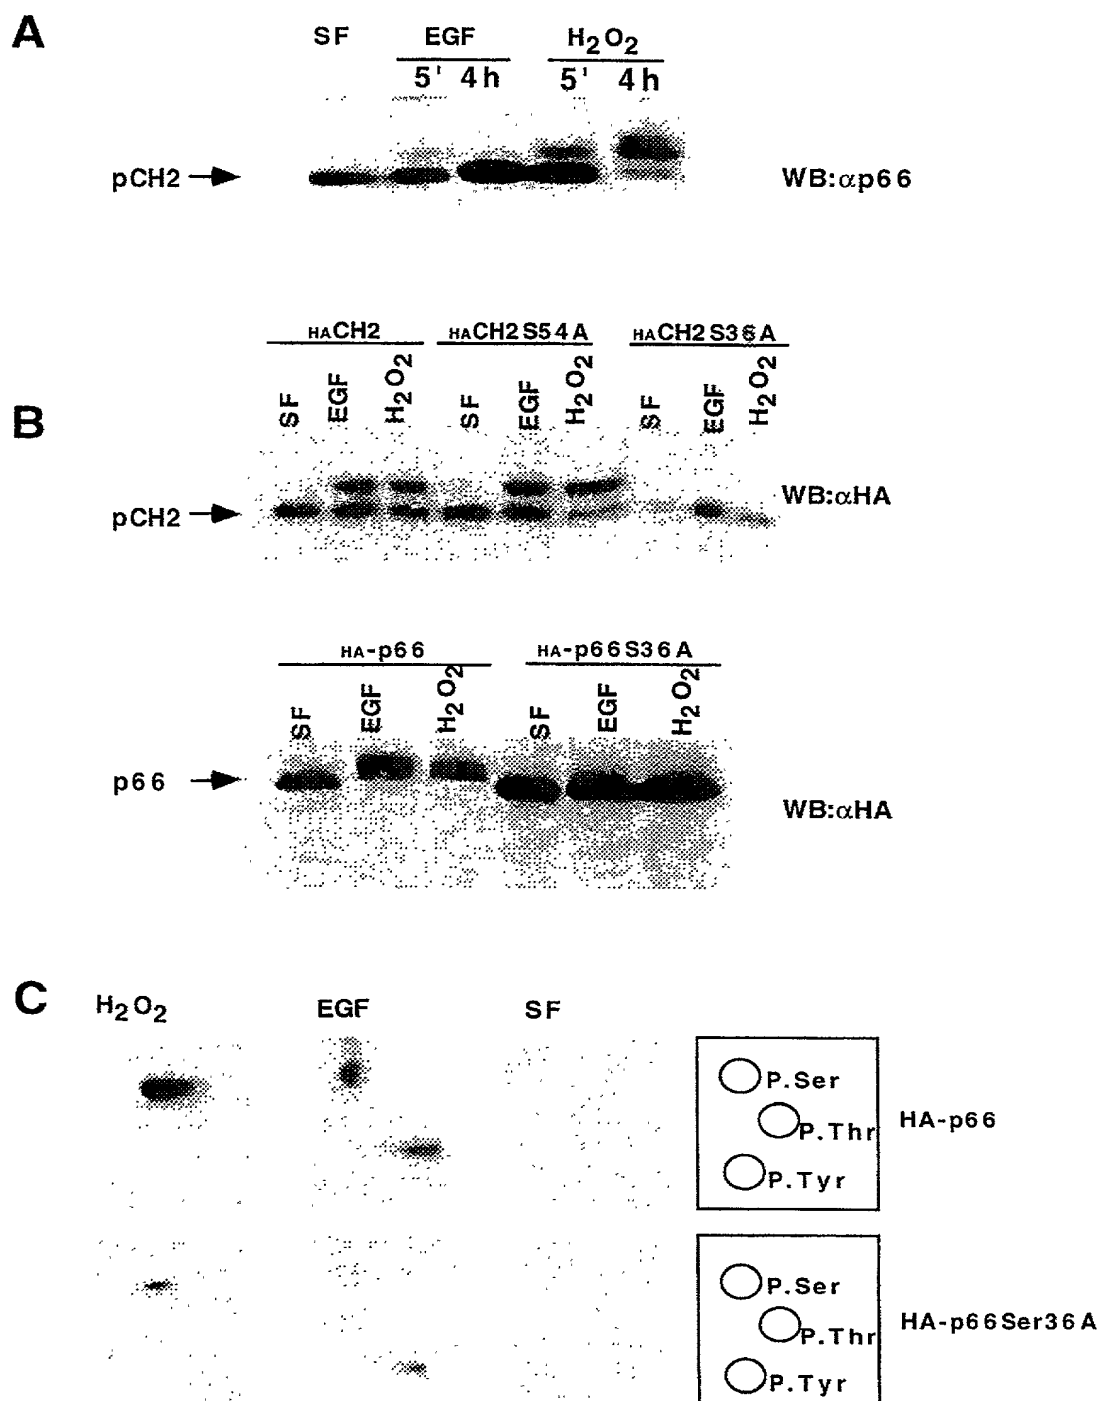 A
SF EGF H2O2
5' 4h 5' 4h
pCH2
WB:αp66
HACH2 HACH2S54A HACH2S36A
SF EGF H2O2 SF EGF H2O2 SF EGF H2O2
B
pCH2
WB:αHA
HA-p66 HA-p66S36A
SF EGF H2O2 SF EGF H2O2
p66
WB:αHA
C
H2O2 EGF SF
P.Ser
P.Thr
P.Tyr
HA-p66
P.Ser
P.Thr
P.Tyr
HA-p66Ser36A